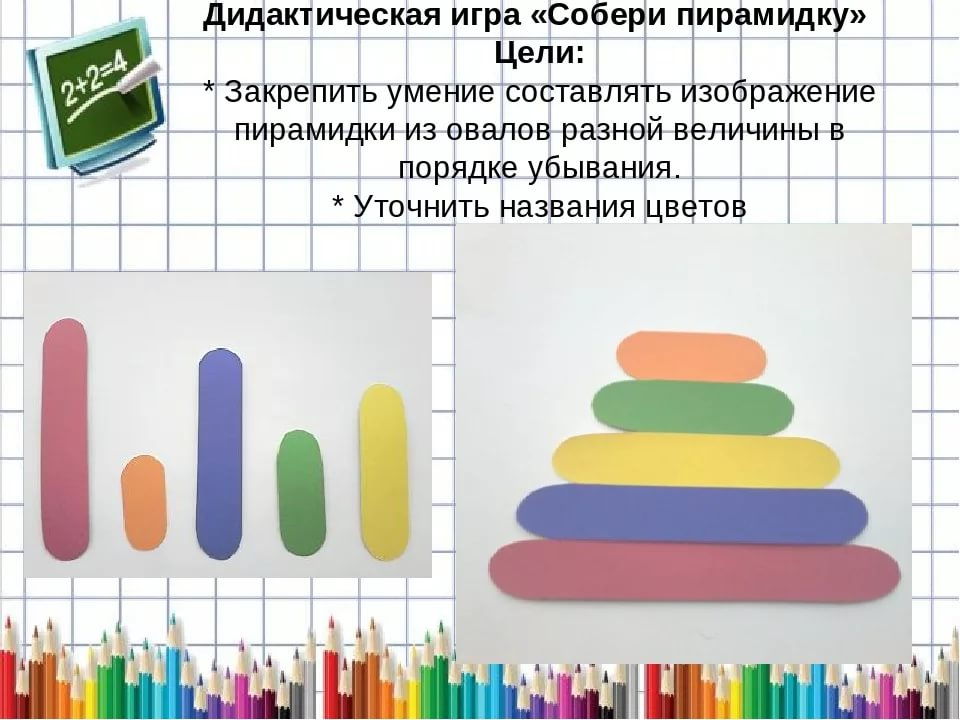 Дидактическая игра «Собери пирамидку»
Цели:
* Закрепить умение составлять изображение
пирамидки из овалов разной величины в
порядке убывания.
* Уточнить названия цветов
2+2=4